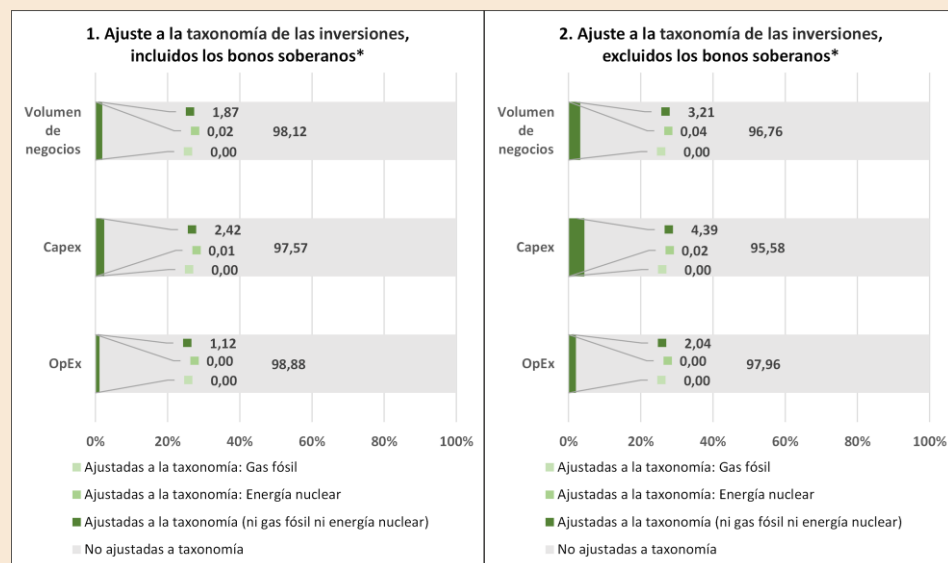 1. Ajuste a la taxonomía de las inversiones,
incluidos los bonos soberanos*
Volumen
de
negocios
1,87
0,02
0,00
98,12
Capex
2,42
0,01
0,00
97,57
OpEx
1,12
0,00
0,00
98,88
0% 20% 40% 60% 80% 100%
Ajustadas a la taxonomía: Gas fósil
Ajustadas a la taxonomía: Energía nuclear
Ajustadas a la taxonomía (ni gas fósil ni energía nuclear)
No ajustadas a taxonomía
2. Ajuste a la taxonomía de las inversiones,
excluidos los bonos soberanos*
Volumen
de
negocios
3,21
0,04
0,00
96,76
Capex
4,39
0,02
0,00
95,58
OpEx
2,04
0,00
0,00
97,96
0% 20% 40% 60% 80% 100%
Ajustadas a la taxonomía: Gas fósil
Ajustadas a la taxonomía: Energía nuclear
Ajustadas a la taxonomía (ni gas fósil ni energía nuclear)
No ajustadas a taxonomía